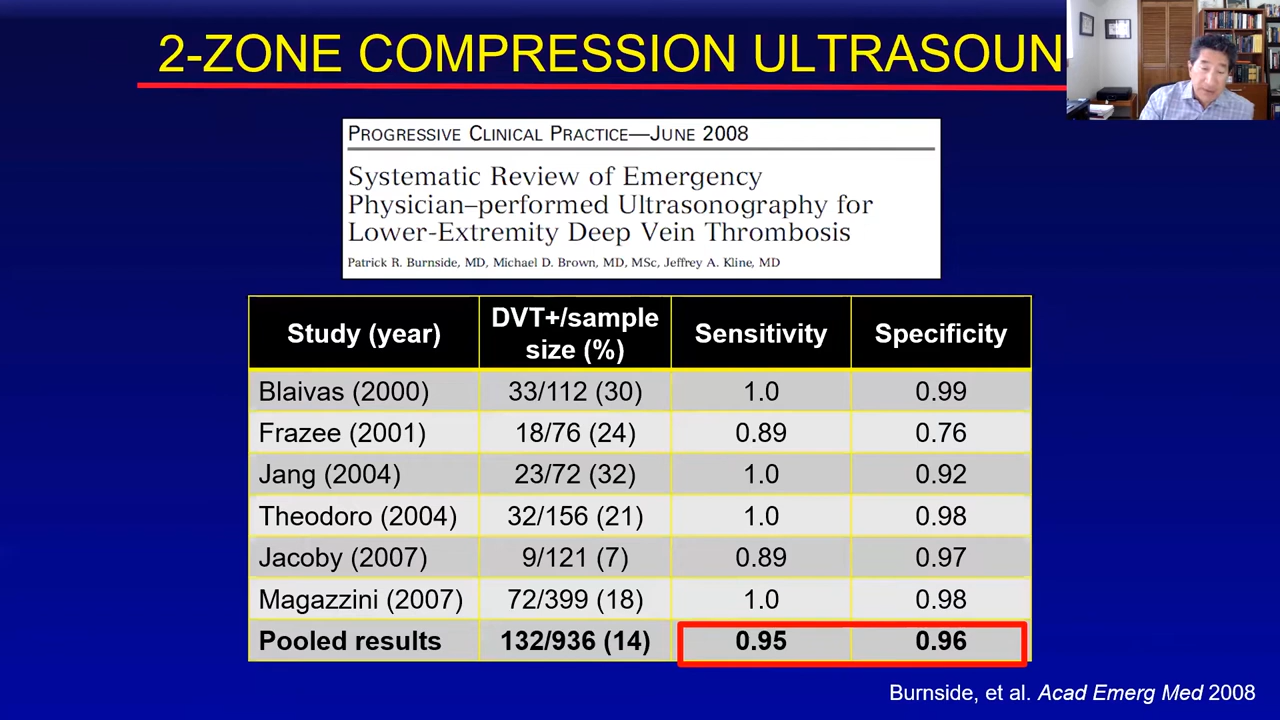 2-ZONE COMPRESSION ULTRASOUN
PROGRESSIVE CLINICAL PRACTICE—JUNE 2008
Systematic Review of Emergency
Physician–performed Ultrasonography for
Lower-Extremity Deep Vein Thrombosis
Patrick R. Burnside, MD, Michael D. Brown, MD, MSc, Jeffrey A. Kline, MD
Study (year) DVT+/sample size (%) Sensitivity Specificity
Blaivas (2000) 33/112 (30) 1.0 0.99
Frazee (2001) 18/76 (24) 0.89 0.76
Jang (2004) 23/72 (32) 1.0 0.92
Theodoro (2004) 32/156 (21) 1.0 0.98
Jacoby (2007) 9/121 (7) 0.89 0.97
Magazzini (2007) 72/399 (18) 1.0 0.98
Pooled results 132/936 (14) 0.95 0.96
Burnside, et al. Acad Emerg Med 2008